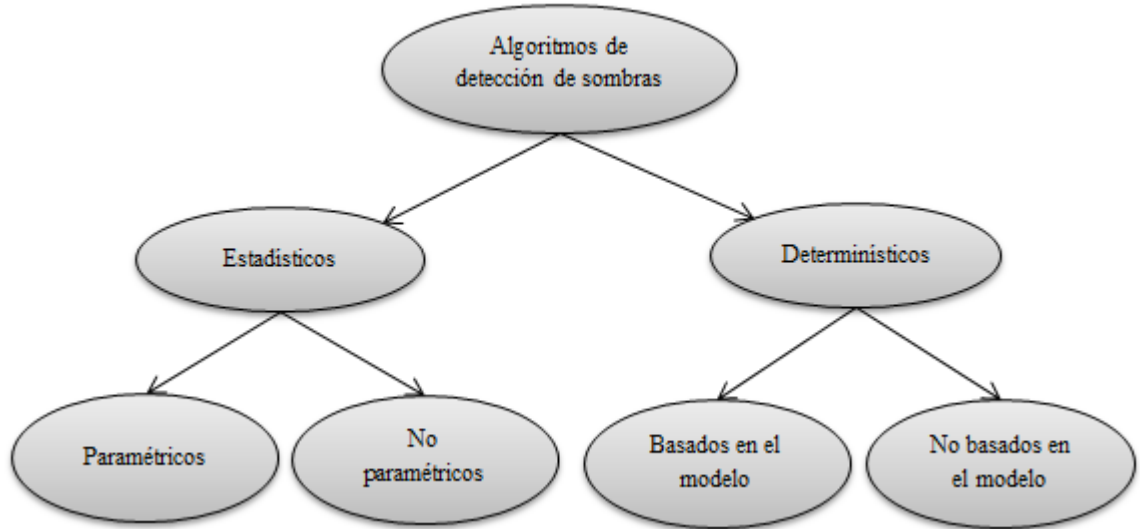 Algoritmos de
detección de sombras
Estadísticos
Determinísticos
Paramétricos
No
paramétricos
Basados en el
modelo
No basados en
el modelo